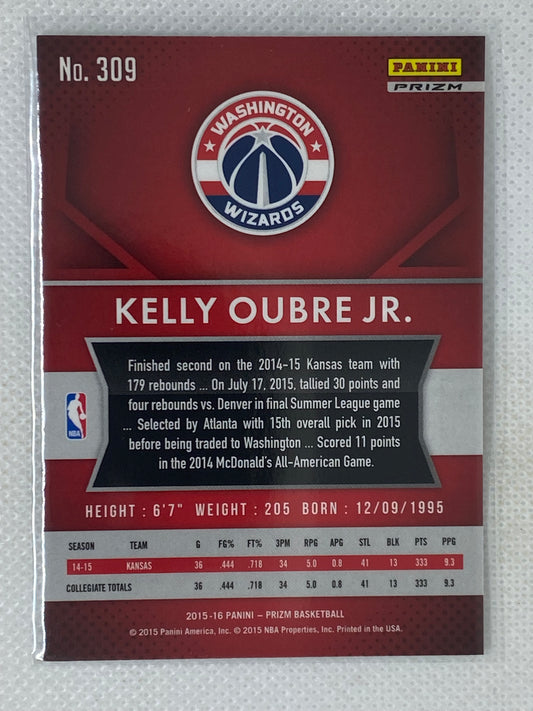 No. 309
PANINI
PRIZM
WASHINGTON
WIZARDS
KELLY OUBRE JR.
Finished second on the 2014-15 Kansas team with
179 rebounds ... On July 17, 2015, tallied 30 points and
four rebounds vs. Denver in final Summer League game
... Selected by Atlanta with 15th overall pick in 2015
before being traded to Washington ... Scored 11 points
in the 2014 McDonald's All-American Game.
NBA
HEIGHT : 6'7" WEIGHT : 205 BORN : 12/09/1995
SEASON TEAM G FG% FT% 3PM RPG APG STL BLK PTS PPG
14-15 KANSAS 36 .444 .718 34 5.0 0.8 41 13 333 9.3
COLLEGIATE TOTALS 36 .444 .718 34 5.0 0.8 41 13 333 9.3
2015-16 PANINI – PRIZM BASKETBALL
© 2015 Panini America, Inc. © 2015 NBA Properties, Inc. Printed in the USA.